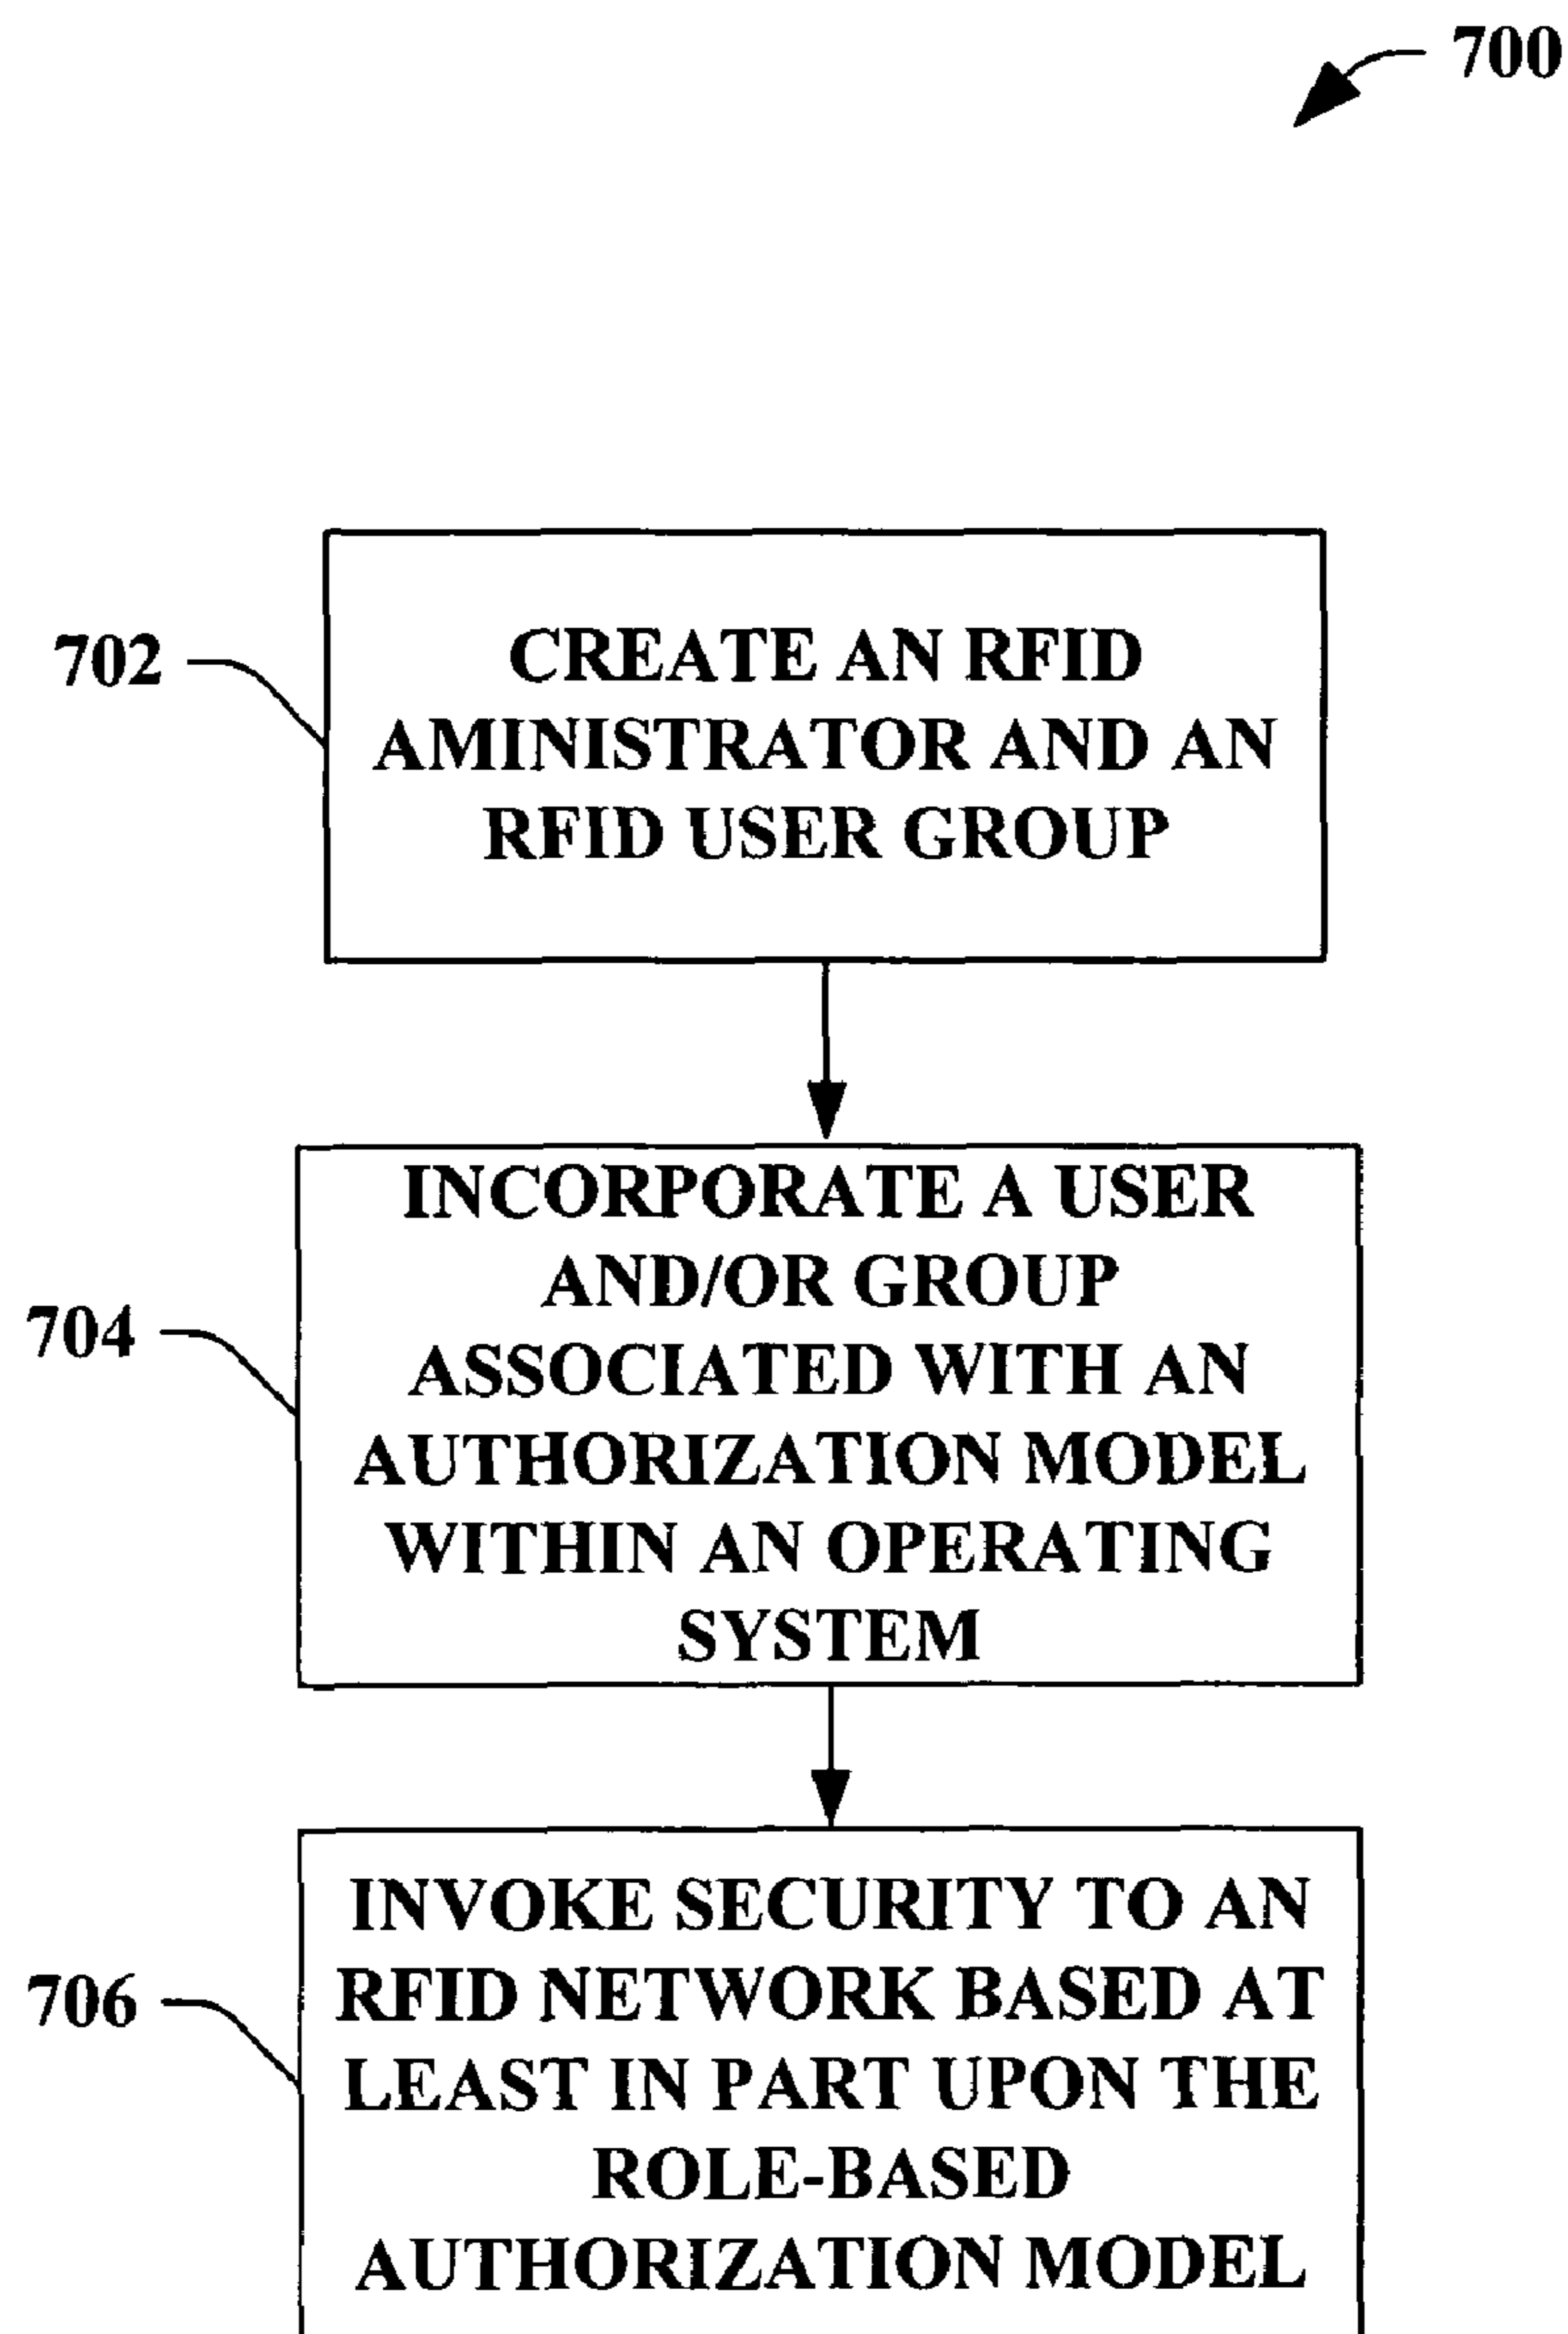 700
702
CREATE AN RFID
AMINISTRATOR AND AN
RFID USER GROUP
704
INCORPORATE A USER
AND/OR GROUP
ASSOCIATED WITH AN
AUTHORIZATION MODEL
WITHIN AN OPERATING
SYSTEM
706
INVOKE SECURITY TO AN
RFID NETWORK BASED AT
LEAST IN PART UPON THE
ROLE-BASED
AUTHORIZATION MODEL